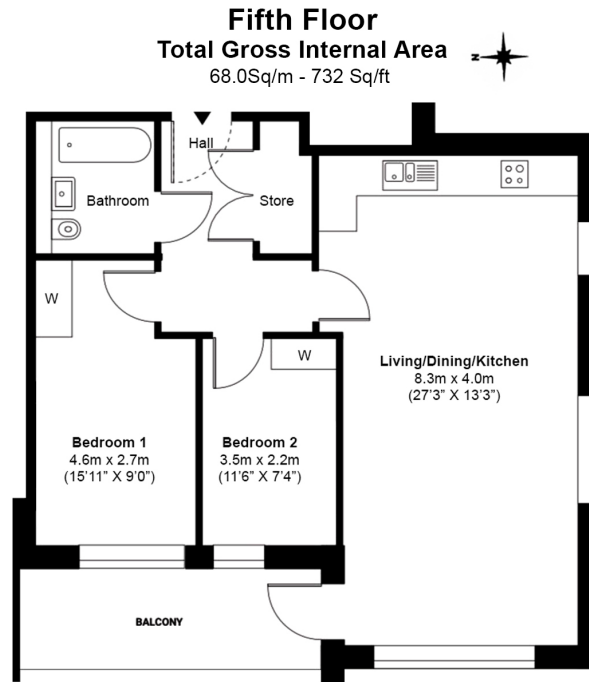 Fifth Floor
Total Gross Internal Area
68.0Sq/m - 732 Sq/ft
N
Hall
Bathroom
Store
W
W
Living/Dining/Kitchen
8.3m x 4.0m
(27'3" X 13'3")
Bedroom 1
4.6m x 2.7m
(15'11" X 9'0")
Bedroom 2
3.5m x 2.2m
(11'6" X 7'4")
BALCONY